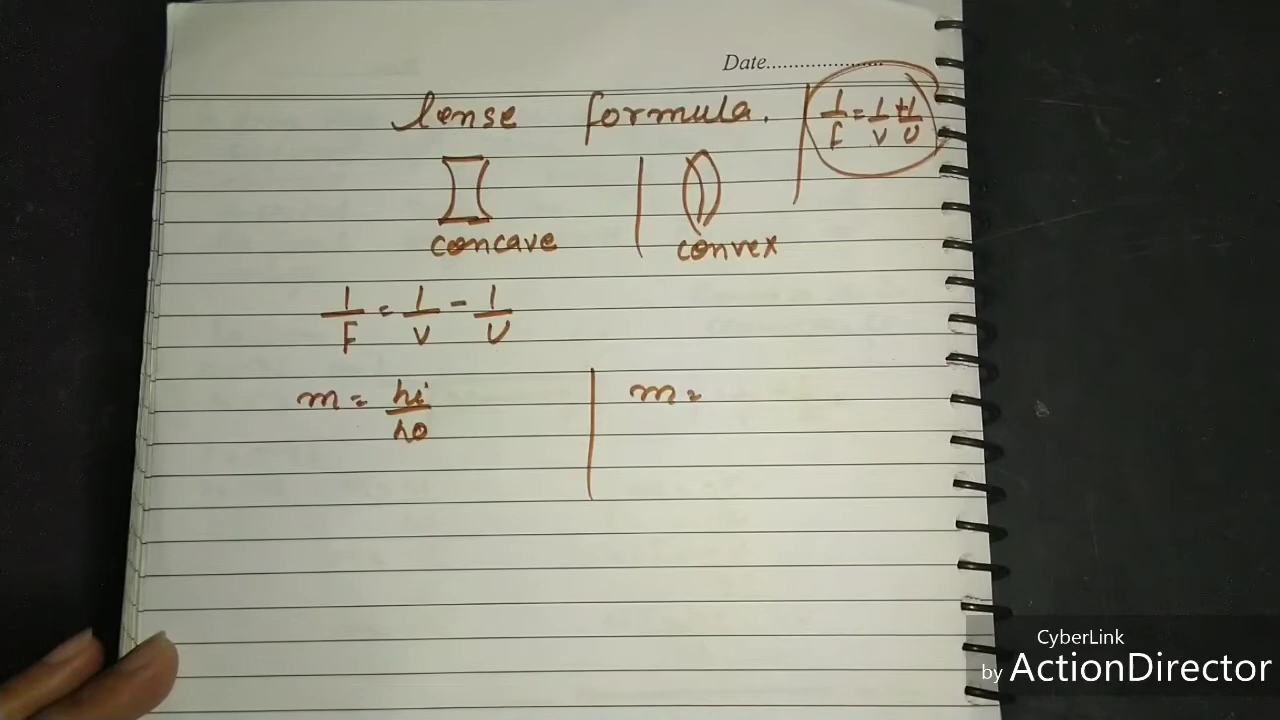 Date.....................
lense formula.
1/F = 1/V + 1/U
concave
convex
1/F = 1/V - 1/U
m = hi/ho
m =
CyberLink
by ActionDirector